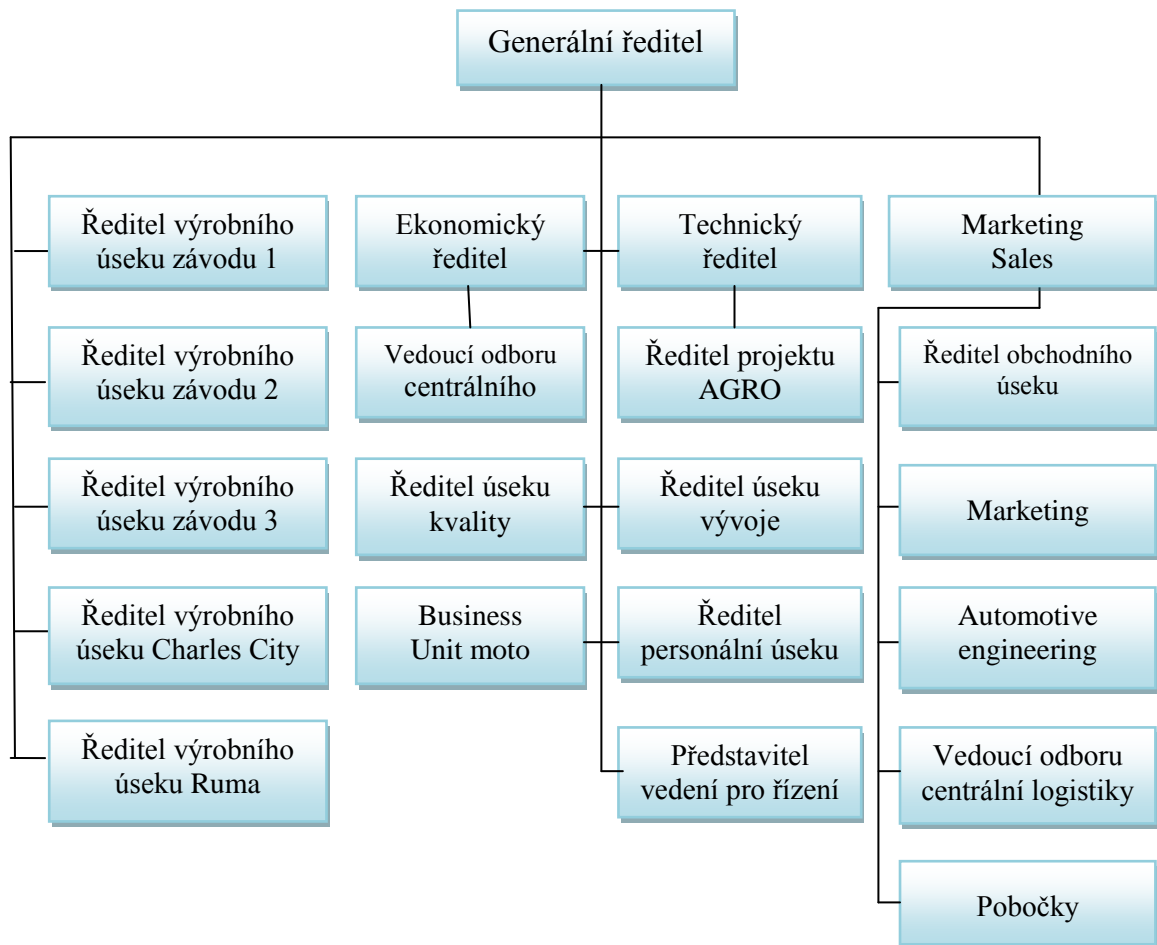 Generální ředitel
Ředitel výrobního
úseku závodu 1
Ekonomický
ředitel
Technický
ředitel
Marketing
Sales
Ředitel výrobního
úseku závodu 2
Vedoucí odboru
centrálního
Ředitel projektu
AGRO
Ředitel obchodního
úseku
Ředitel výrobního
úseku závodu 3
Ředitel úseku
kvality
Ředitel úseku
vývoje
Marketing
Ředitel výrobního
úseku Charles City
Business
Unit moto
Ředitel
personální úseku
Automotive
engineering
Ředitel výrobního
úseku Ruma
Představitel
vedení pro řízení
Vedoucí odboru
centrální logistiky
Pobočky